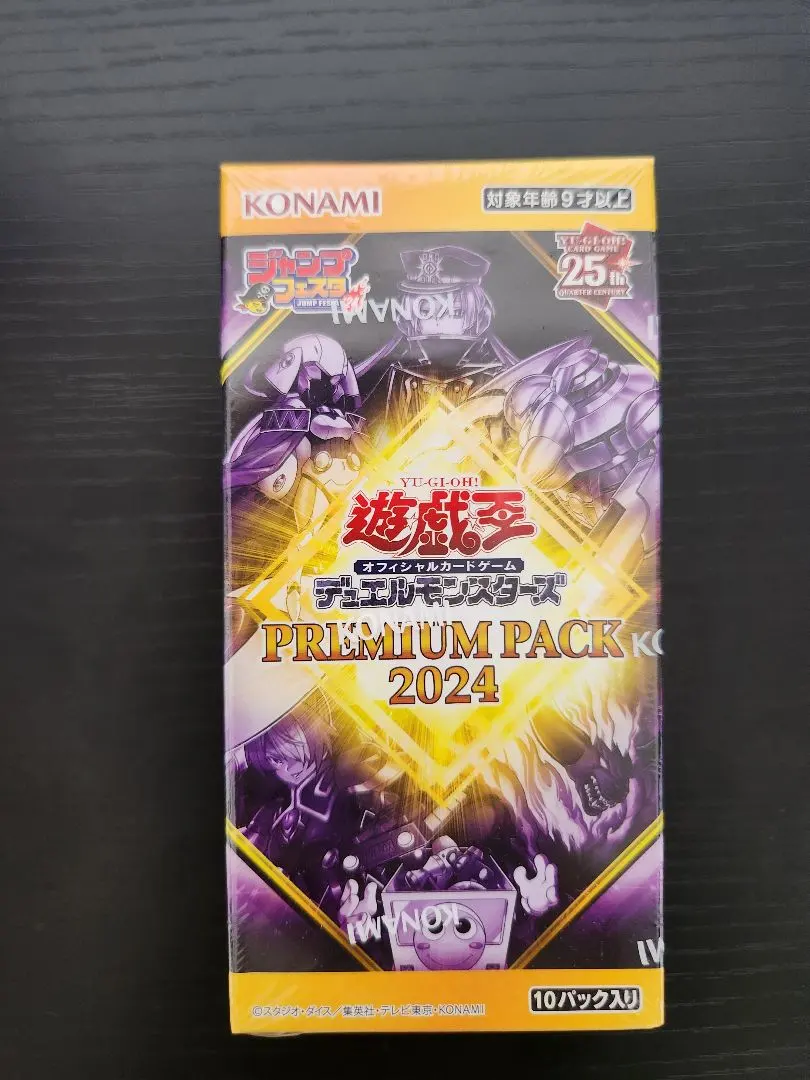 KONAMI
対象年齢9才以上
ジャンプ
フェスタ
JUMP FESTA
YU-GI-OH!
CARD GAME
25th
QUARTER CENTURY
KONAMI
YU-GI-OH!
遊戯王
オフィシャルカードゲーム
デュエルモンスターズ
KONAMI
PREMIUM PACK
2024
KO
KONAMI
10パック入り
©スタジオ・ダイス／集英社・テレビ東京・KONAMI